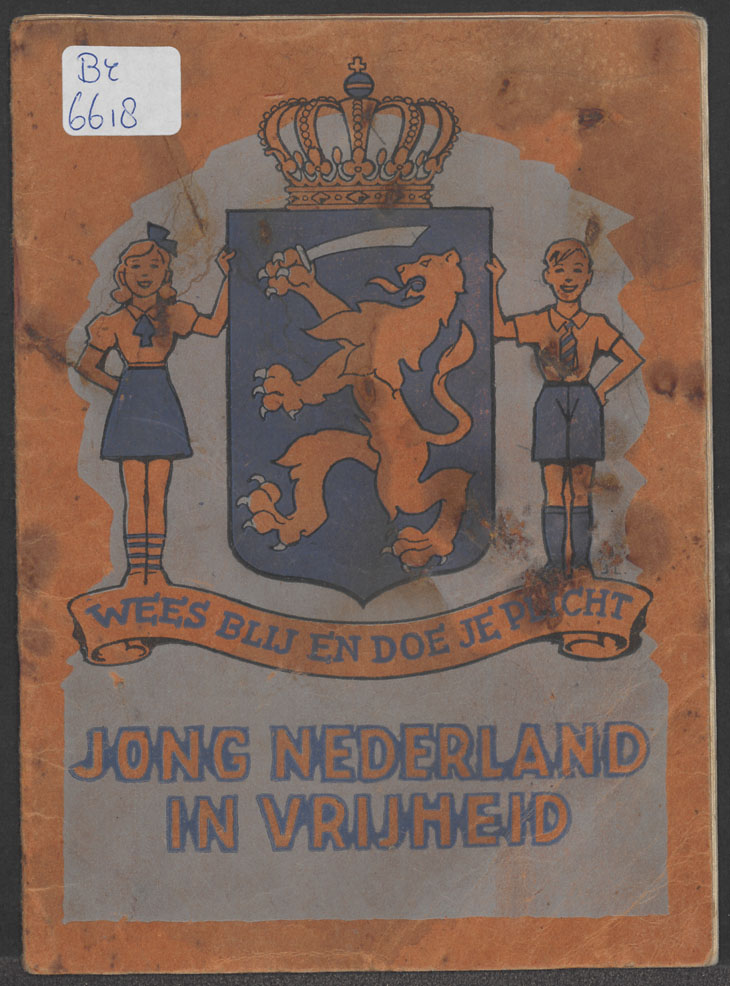 Br
6618
WEES BLIJ EN DOE JE PLICHT
JONG NEDERLAND
IN VRIJHEID